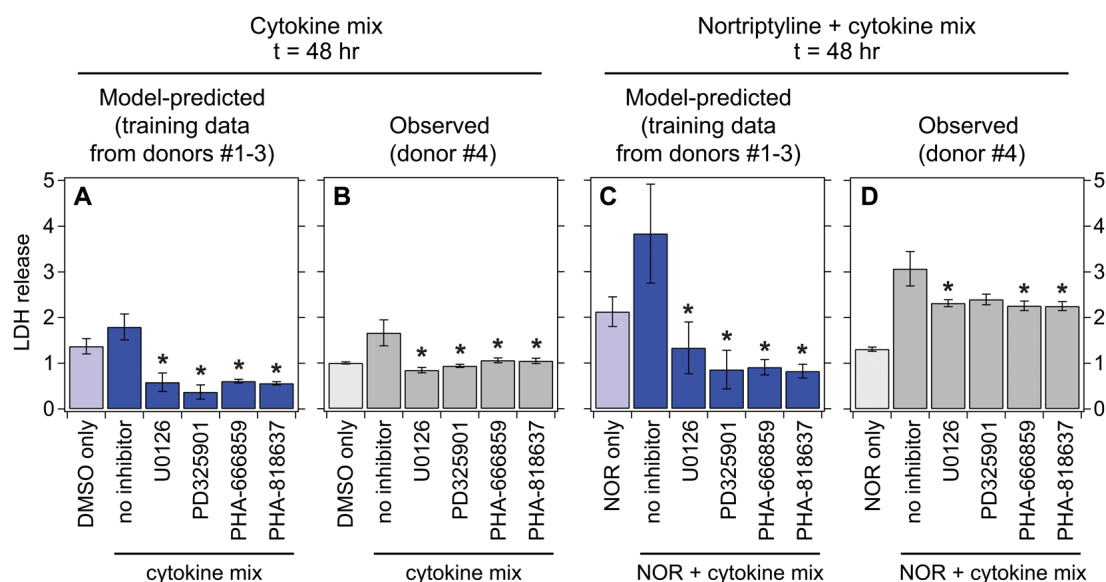 Cytokine mix
t = 48 hr
Nortriptyline + cytokine mix
t = 48 hr
Model-predicted
(training data
from donors #1-3)
Observed
(donor #4)
Model-predicted
(training data
from donors #1-3)
Observed
(donor #4)
LDH release
5
4
3
2
1
0
A
*
*
*
*
B
*
*
*
*
C
*
*
*
*
D
*
*
*
5
4
3
2
1
0
DMSO only
no inhibitor
U0126
PD325901
PHA-666859
PHA-818637
cytokine mix
DMSO only
no inhibitor
U0126
PD325901
PHA-666859
PHA-818637
cytokine mix
NOR only
no inhibitor
U0126
PD325901
PHA-666859
PHA-818637
NOR + cytokine mix
NOR only
no inhibitor
U0126
PD325901
PHA-666859
PHA-818637
NOR + cytokine mix